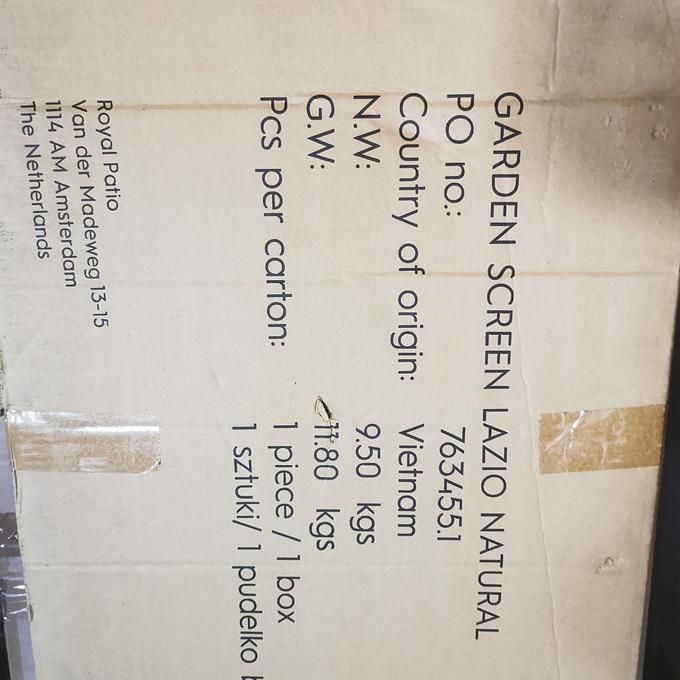 GARDEN SCREEN LAZIO NATURAL
PO no.: 763455.1
Country of origin: Vietnam
N.W.: 9.50 kgs
G.W.: 11.80 kgs
Pcs per carton: 1 piece / 1 box
1 sztuki/ 1 pudelko
Royal Patio
Van der Madeweg 13-15
1114 AM Amsterdam
The Netherlands